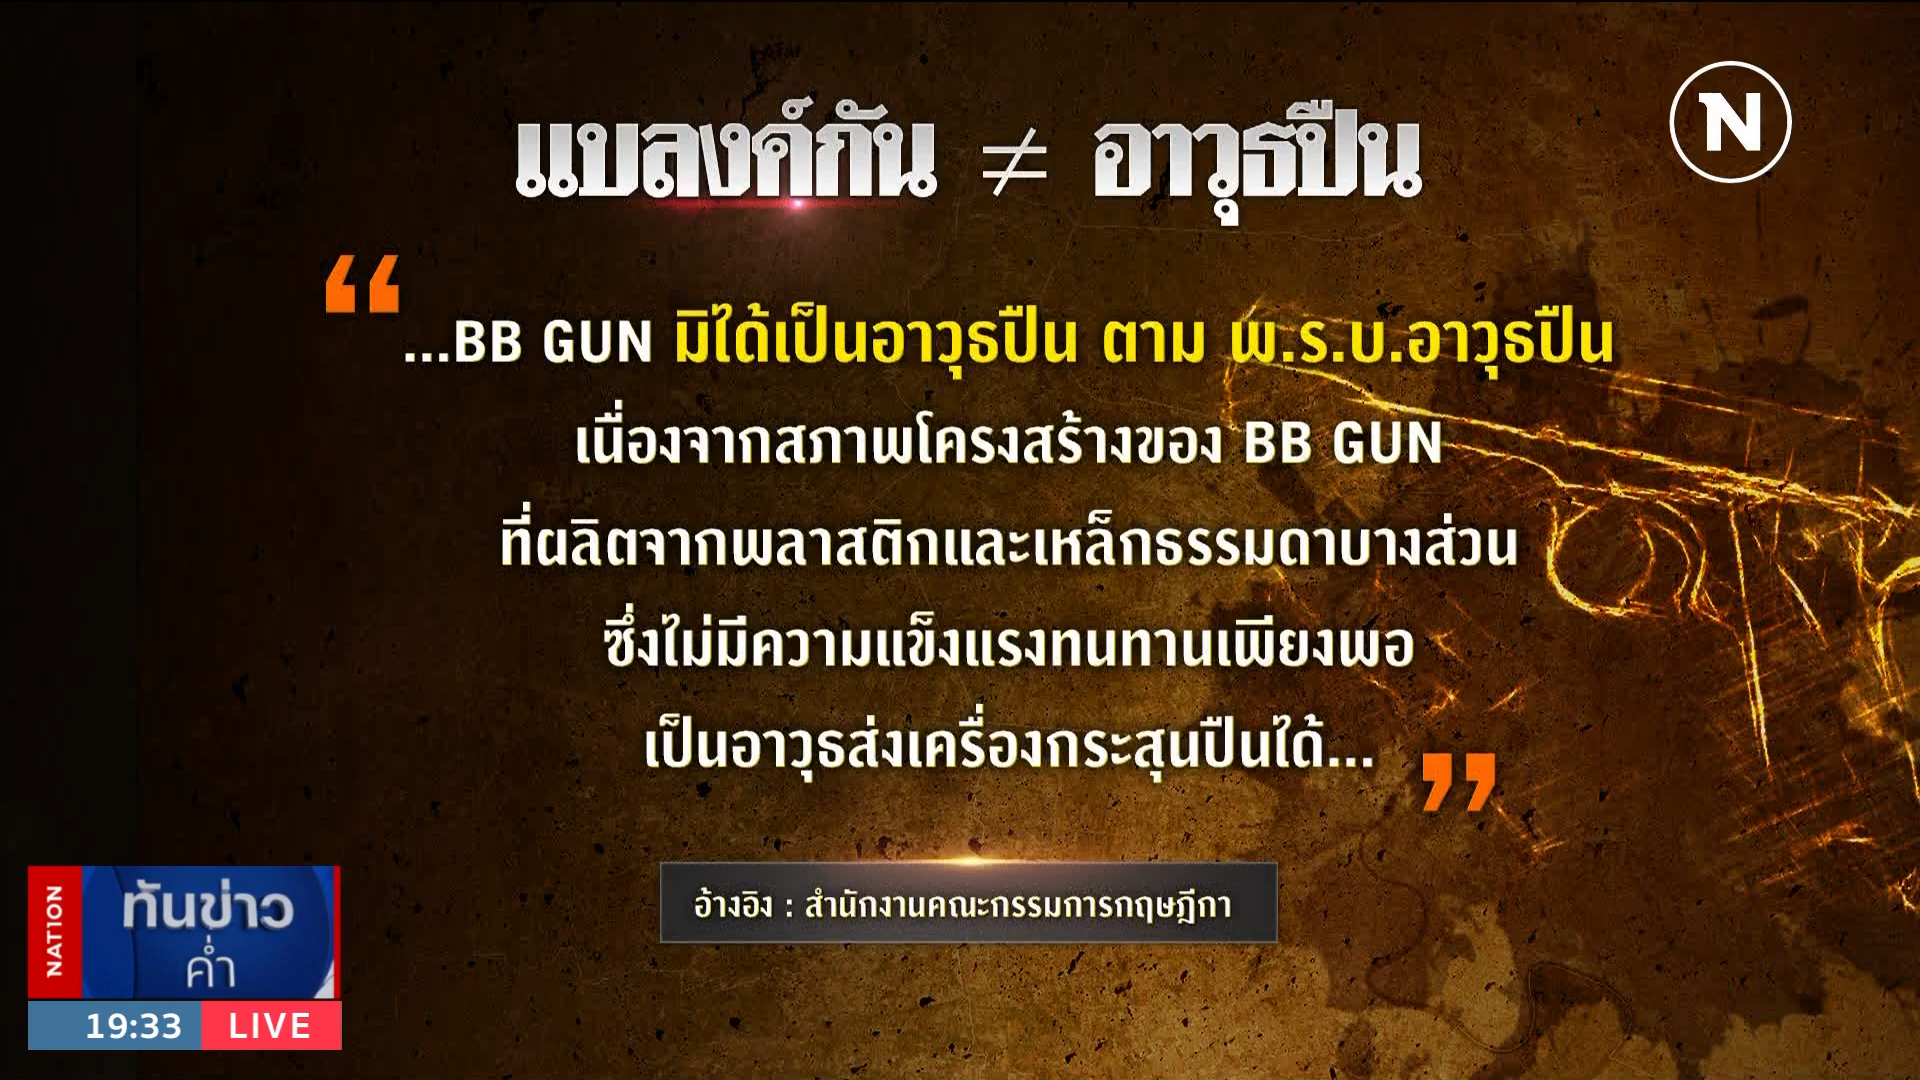 แบลงค์กัน ≠ อาวุธปืน
N
“
...BB GUN มิได้เป็นอาวุธปืน ตาม พ.ร.บ.อาวุธปืน
เนื่องจากสภาพโครงสร้างของ BB GUN
ที่ผลิตจากพลาสติกและเหล็กธรรมดาบางส่วน
ซึ่งไม่มีความแข็งแรงทนทานเพียงพอ
เป็นอาวุธส่งเครื่องกระสุนปืนได้...
”
อ้างอิง : สำนักงานคณะกรรมการกฤษฎีกา
NATION
ทันข่าว
ค่ำ
19:33 LIVE